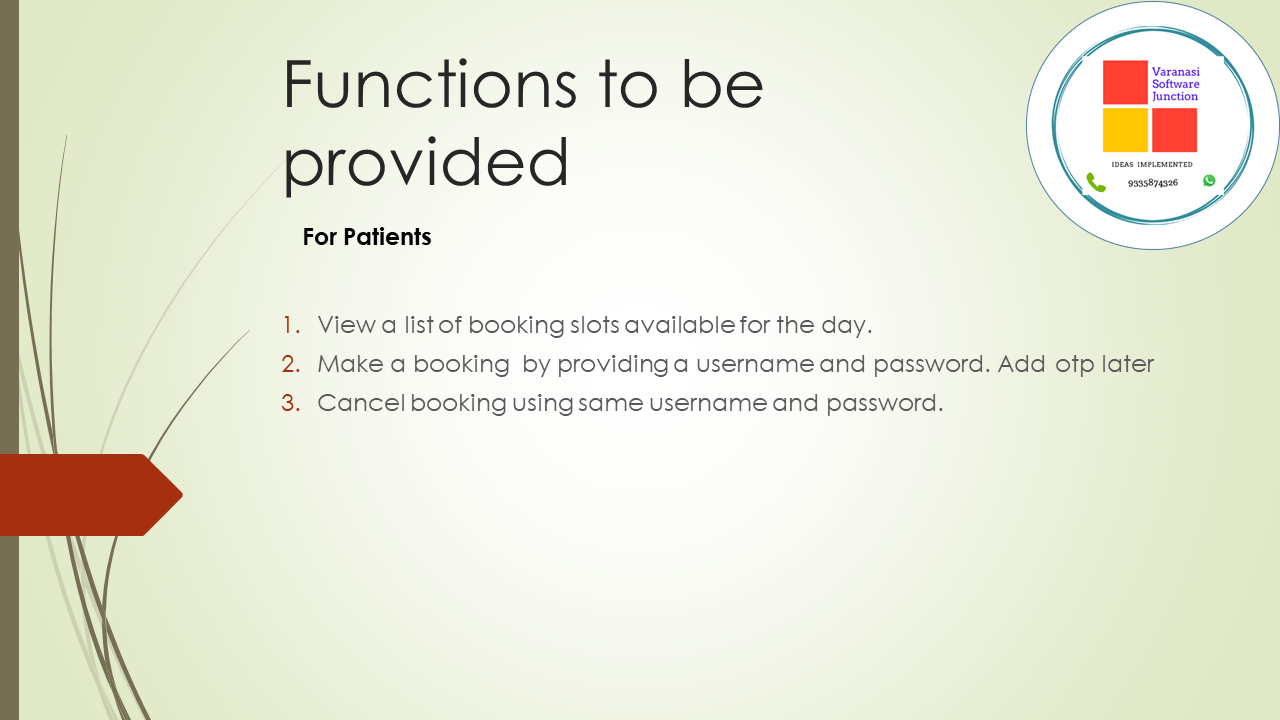 Functions to be
provided
Varanasi
Software
Junction
IDEAS IMPLEMENTED
9335874326
For Patients
1. View a list of booking slots available for the day.
2. Make a booking by providing a username and password. Add otp later
3. Cancel booking using same username and password.